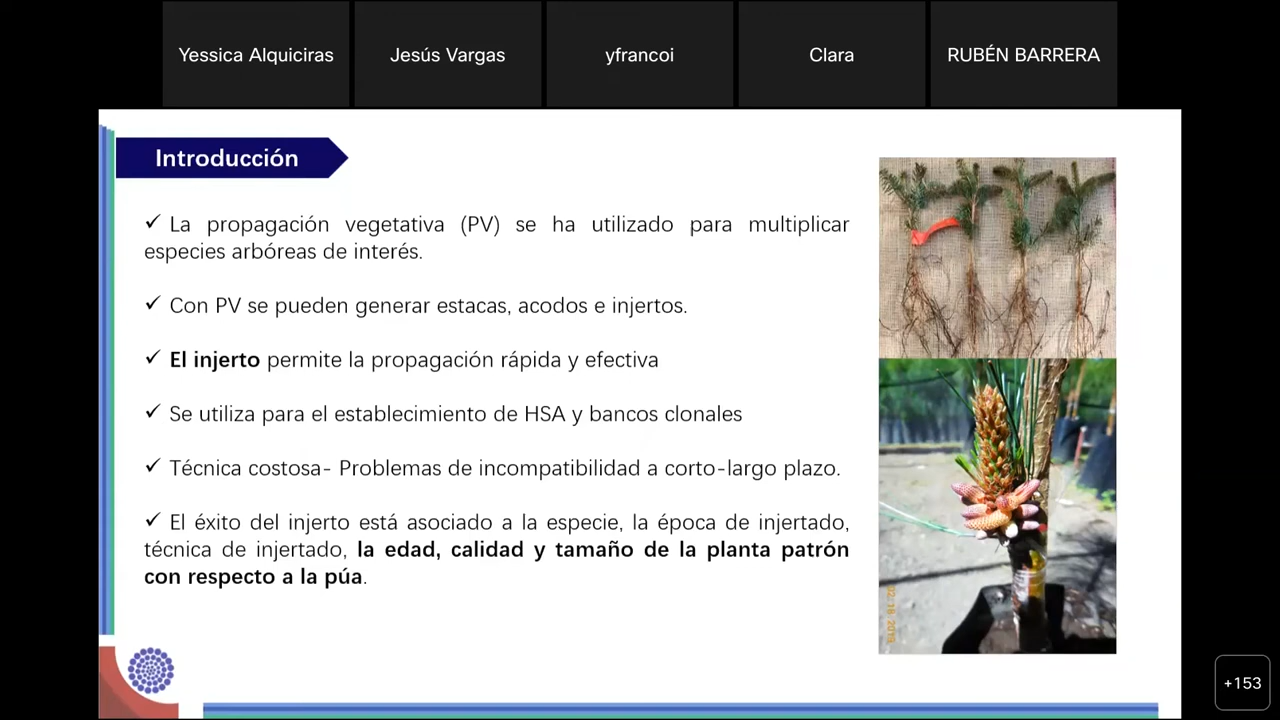 Yessica Alquiciras
Jesús Vargas
yfrancoi
Clara
RUBÉN BARRERA
Introducción
✓ La propagación vegetativa (PV) se ha utilizado para multiplicar
especies arbóreas de interés.
✓ Con PV se pueden generar estacas, acodos e injertos.
✓ El injerto permite la propagación rápida y efectiva
✓ Se utiliza para el establecimiento de HSA y bancos clonales
✓ Técnica costosa- Problemas de incompatibilidad a corto-largo plazo.
✓ El éxito del injerto está asociado a la especie, la época de injertado,
técnica de injertado, la edad, calidad y tamaño de la planta patrón
con respecto a la púa.
+153